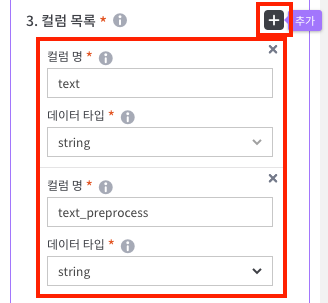 3. 컬럼 목록 *
추가
컬럼 명 *
text
데이터 타입 *
string
컬럼 명 *
text_preprocess
데이터 타입 *
string